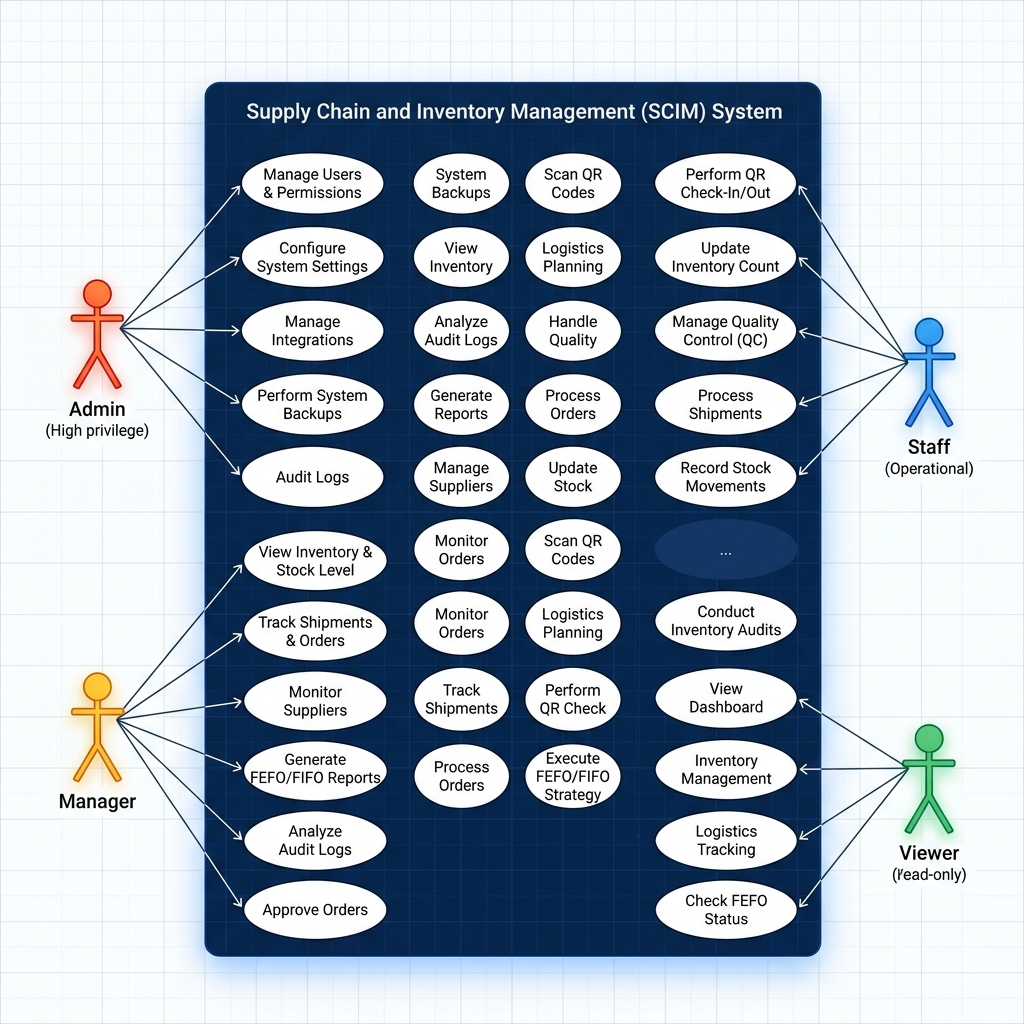 Supply Chain and Inventory Management (SCIM) System
Manage Users
& Permissions
Configure
System Settings
Manage
Integrations
Perform System
Backups
Audit Logs
View Inventory &
Stock Level
Track Shipments
& Orders
Monitor
Suppliers
Generate
FEFO/FIFO Reports
Analyze
Audit Logs
Approve Orders
System
Backups
View
Inventory
Analyze
Audit Logs
Generate
Reports
Manage
Suppliers
Monitor
Orders
Monitor
Orders
Track
Shipments
Process
Orders
Scan QR
Codes
Logistics
Planning
Handle
Quality
Process
Orders
Update
Stock
Scan QR
Codes
Logistics
Planning
Perform
QR Check
Execute
FEFO/FIFO
Strategy
Perform QR
Check-In/Out
Update
Inventory Count
Manage Quality
Control (QC)
Process
Shipments
Record Stock
Movements
...
Conduct
Inventory Audits
View
Dashboard
Inventory
Management
Logistics
Tracking
Check FEFO
Status
Admin
(High privilege)
Manager
Staff
(Operational)
Viewer
(read-only)